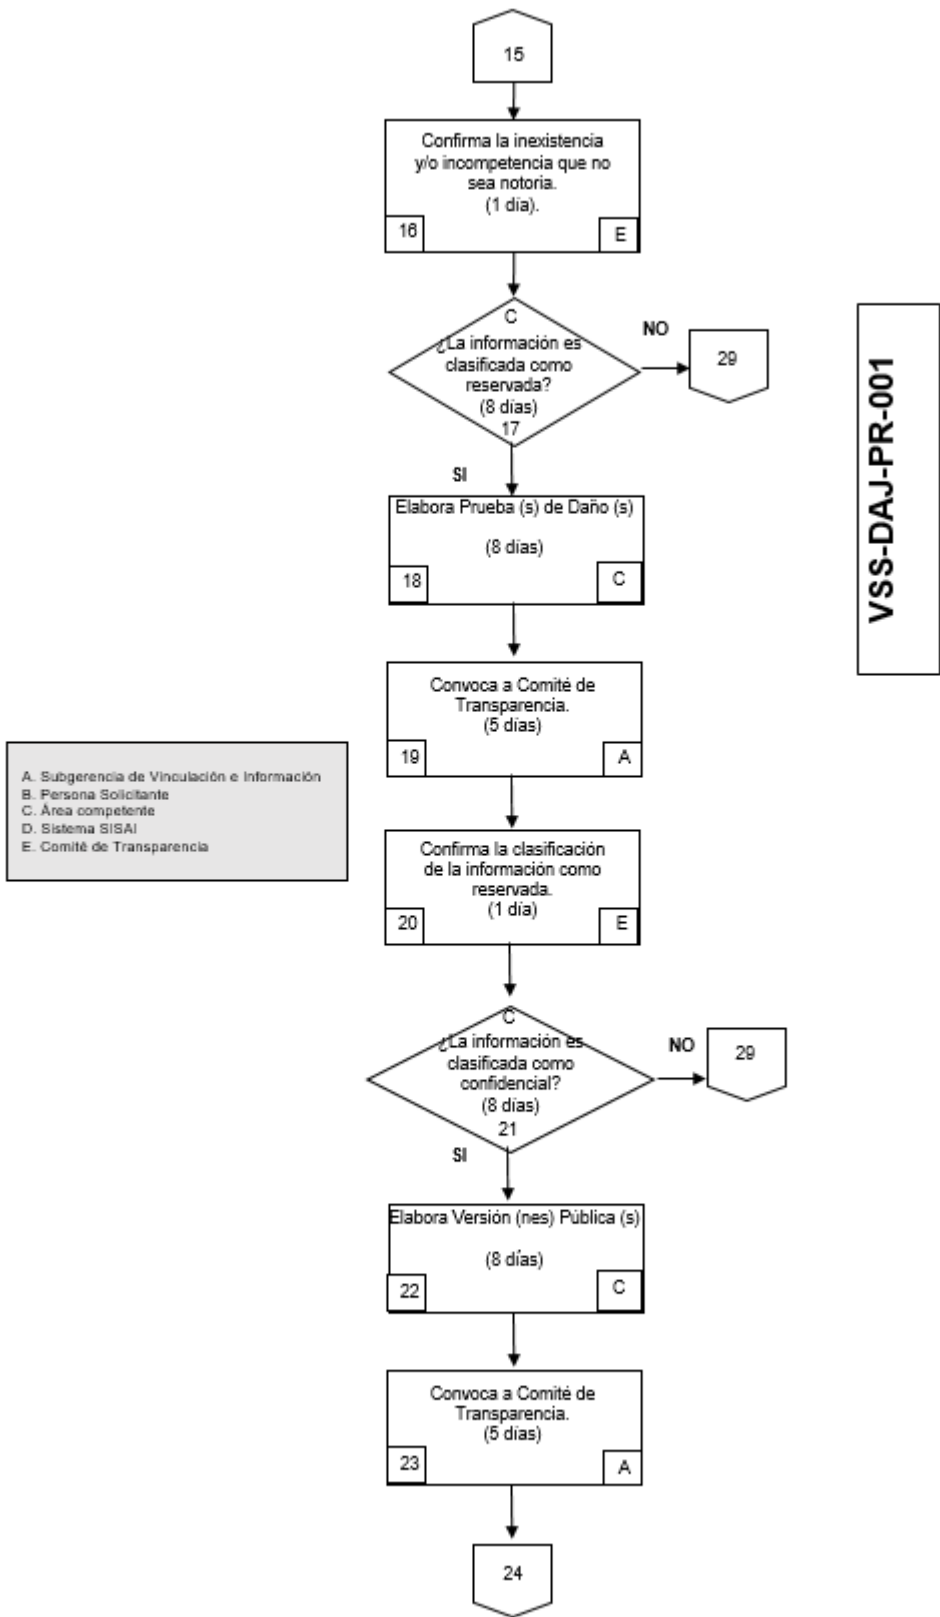 15
Confirma la inexistencia
y/o incompetencia que no
sea notoria.
(1 día).
16
E
C
¿La información es
clasificada como
reservada?
(8 días)
17
NO
29
SI
Elabora Prueba (s) de Daño (s)
(8 días)
18
C
Convoca a Comité de
Transparencia.
(5 días)
19
A
Confirma la clasificación
de la información como
reservada.
(1 día)
20
E
C
¿La información es
clasificada como
confidencial?
(8 días)
21
NO
29
SI
Elabora Versión (nes) Pública (s)
(8 días)
22
C
Convoca a Comité de
Transparencia.
(5 días)
23
A
24
A. Subgerencia de Vinculación e Información
B. Persona Solicitante
C. Área competente
D. Sistema SISAI
E. Comité de Transparencia
VSS-DAJ-PR-001